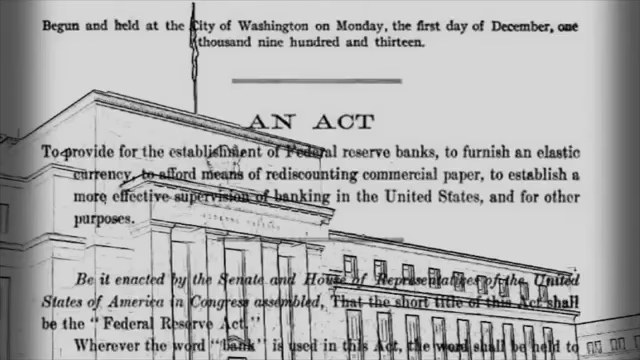 Begun and held at the City of Washington on Monday, the first day of December, one
thousand nine hundred and thirteen.
AN ACT
To provide for the establishment of Federal reserve banks, to furnish an elastic
currency, to afford means of rediscounting commercial paper, to establish a
more effective supervision of banking in the United States, and for other
purposes.
Be it enacted by the Senate and House of Representatives of the United
States of America in Congress assembled, That the short title of this Act shall
be the "Federal Reserve Act."
Wherever the word "bank" is used in this Act, the word shall be held to